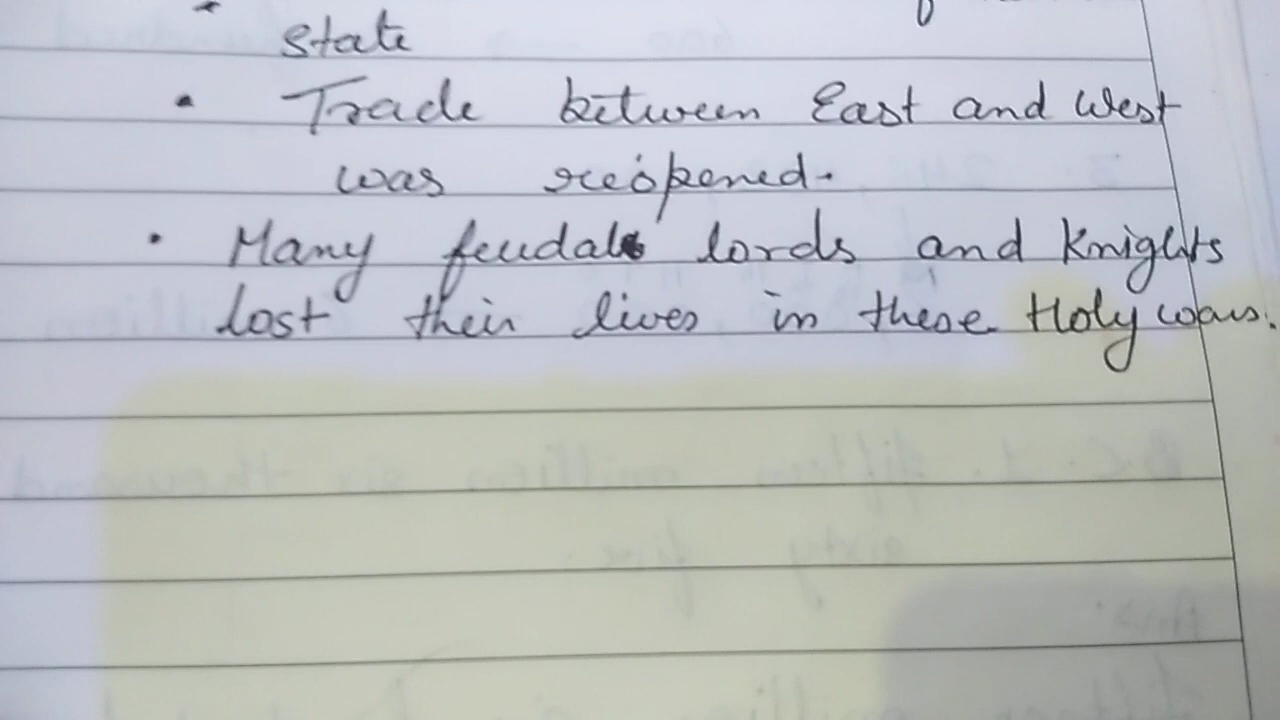 state
• Trade between East and West
was reopened.
• Many feudal lords and Knights
lost their lives in these Holy wars.